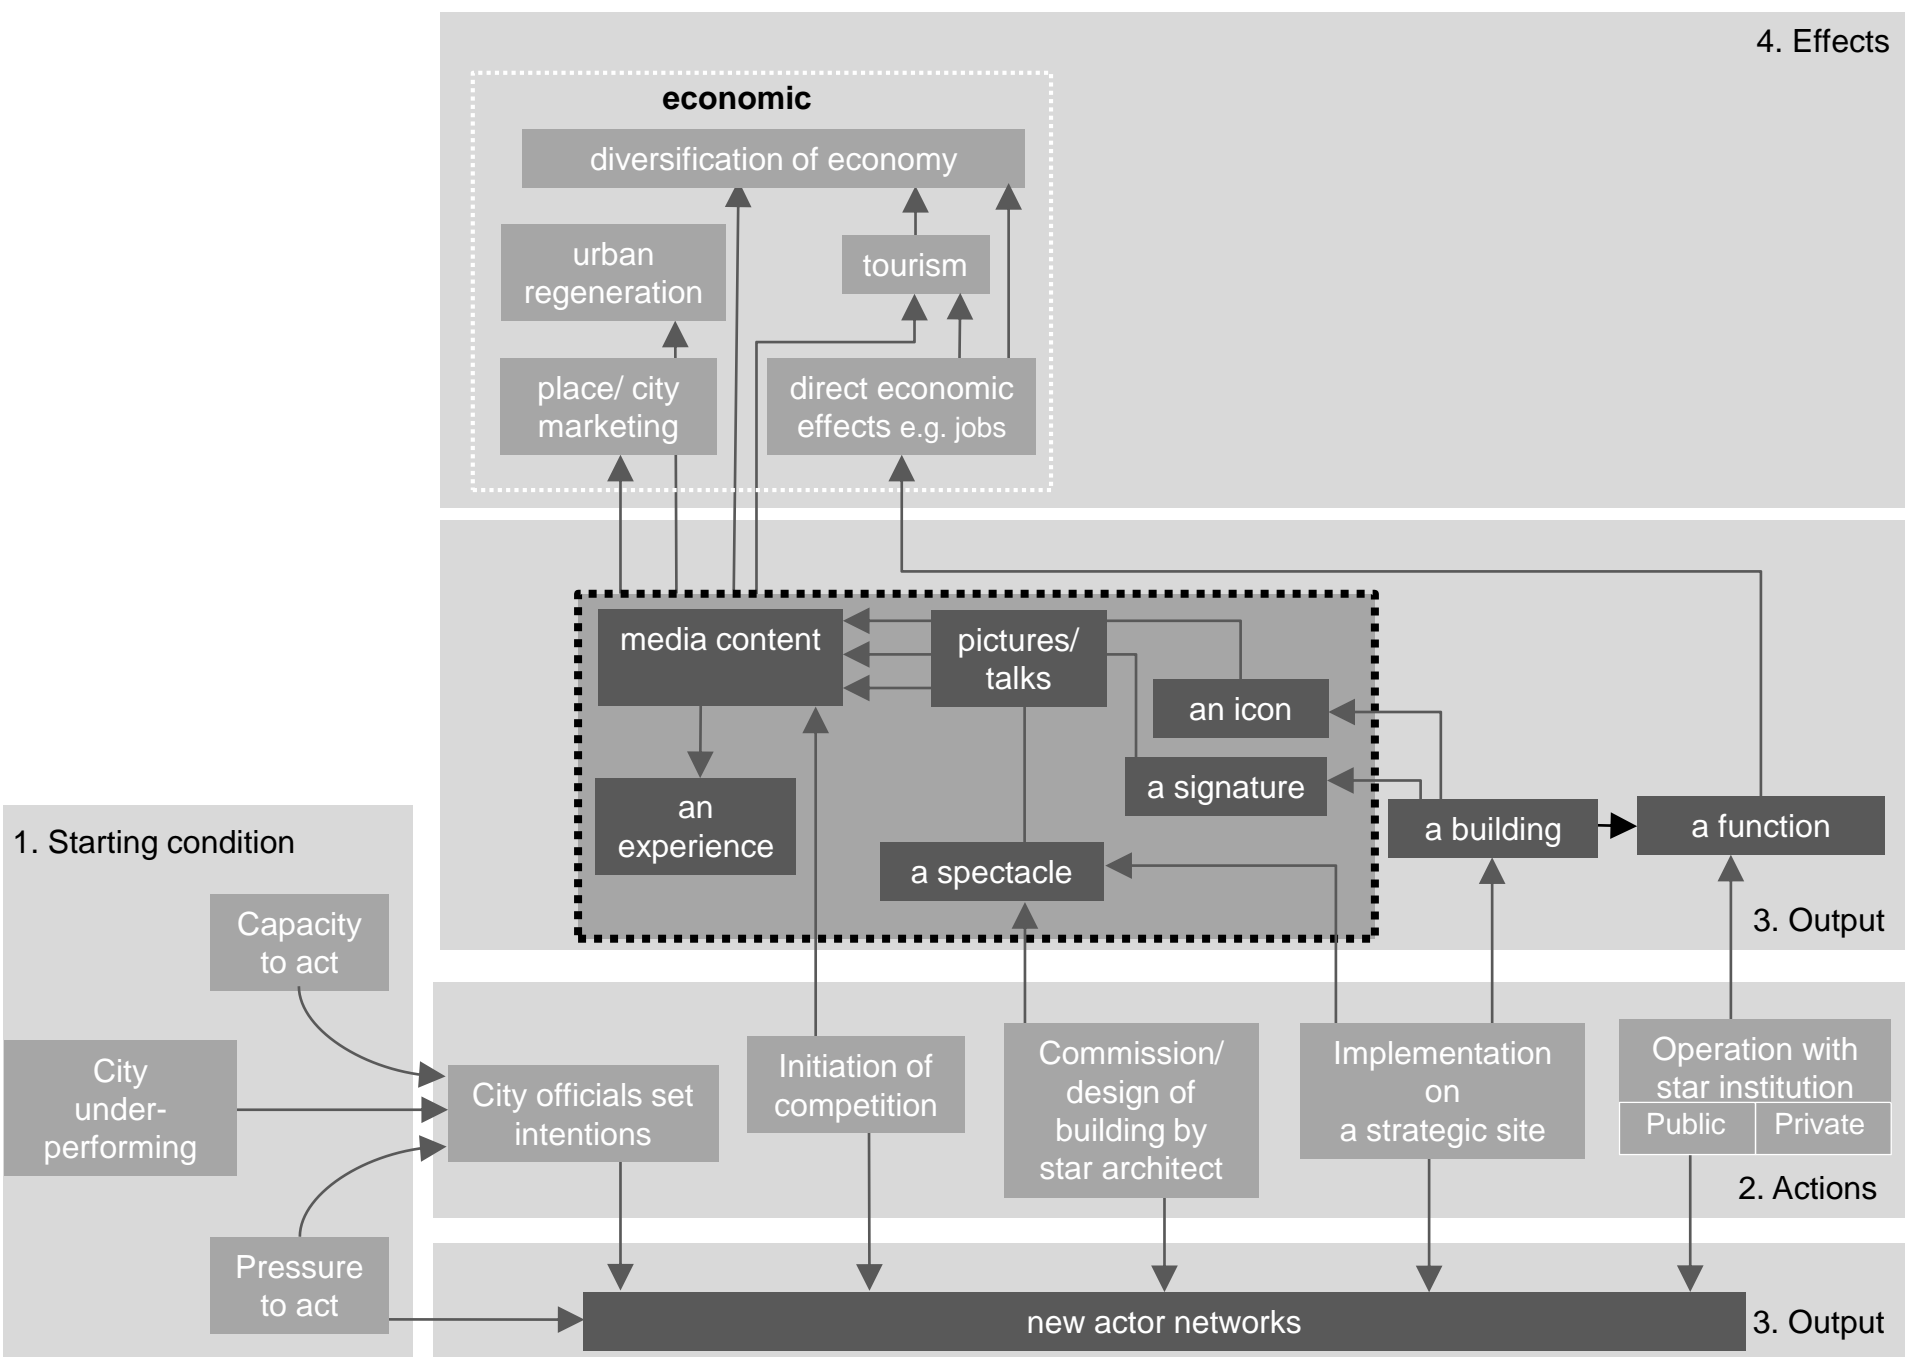 4. Effects
economic
diversification of economy
urban
regeneration
tourism
place/ city
marketing
direct economic
effects e.g. jobs
media content
pictures/
talks
an icon
a signature
an
experience
a spectacle
a building
a function
3. Output
1. Starting condition
Capacity
to act
City
under-
performing
Pressure
to act
City officials set
intentions
Initiation of
competition
Commission/
design of
building by
star architect
Implementation
on
a strategic site
Operation with
star institution
Public
Private
2. Actions
new actor networks
3. Output